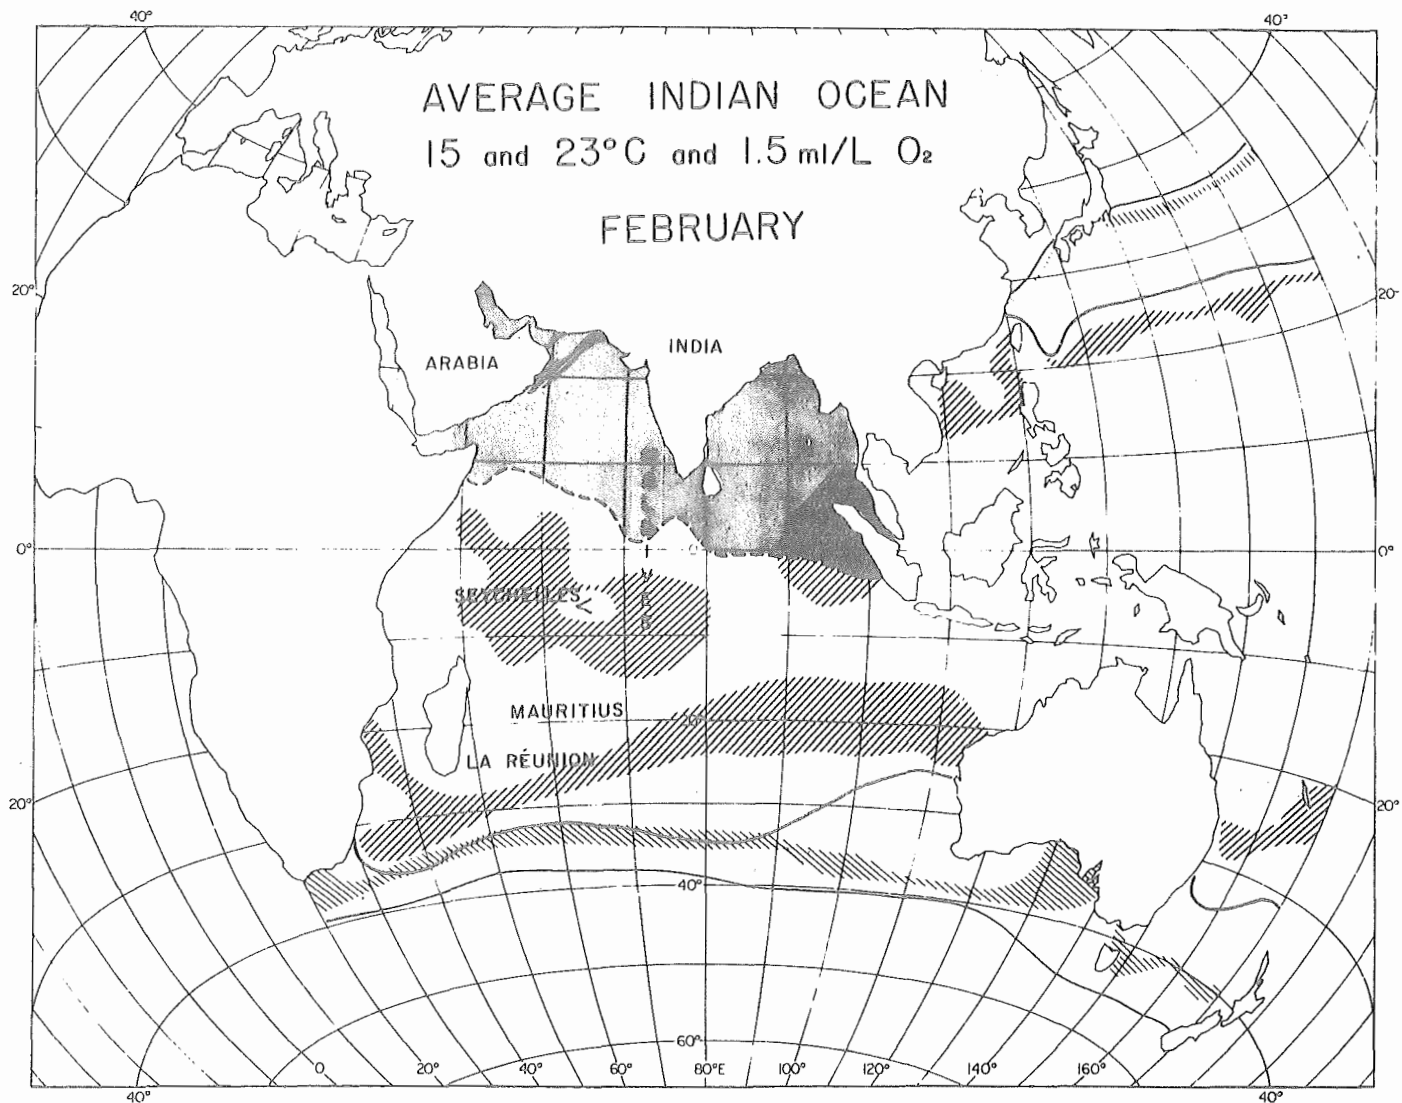 40° 40°
AVERAGE INDIAN OCEAN
15 and 23°C and 1.5 ml/L O₂
FEBRUARY
20° 20°
INDIA
ARABIA
0° 0° 0°
SEYCHELLES
MAURITIUS
20°
LA RÉUNION
20° 20°
40°
60°
0 20° 40° 60° 80°E 100° 120° 140° 160°
40° 40°